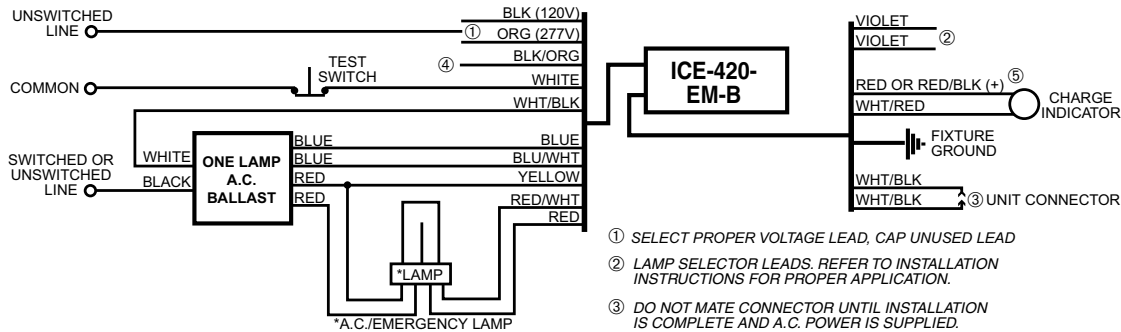 UNSWITCHED
LINE
①
BLK (120V)
ORG (277V)
④
BLK/ORG
COMMON
TEST
SWITCH
WHITE
WHT/BLK
SWITCHED OR
UNSWITCHED
LINE
WHITE
BLACK
ONE LAMP
A.C.
BALLAST
BLUE
BLUE
RED
RED
BLUE
BLU/WHT
YELLOW
RED/WHT
RED
*LAMP
*A.C./EMERGENCY LAMP
ICE-420-
EM-B
VIOLET
VIOLET
②
RED OR RED/BLK (+)
⑤
WHT/RED
CHARGE
INDICATOR
FIXTURE
GROUND
WHT/BLK
WHT/BLK
③ UNIT CONNECTOR
① SELECT PROPER VOLTAGE LEAD, CAP UNUSED LEAD
② LAMP SELECTOR LEADS. REFER TO INSTALLATION
INSTRUCTIONS FOR PROPER APPLICATION.
③ DO NOT MATE CONNECTOR UNTIL INSTALLATION
IS COMPLETE AND A.C. POWER IS SUPPLIED.